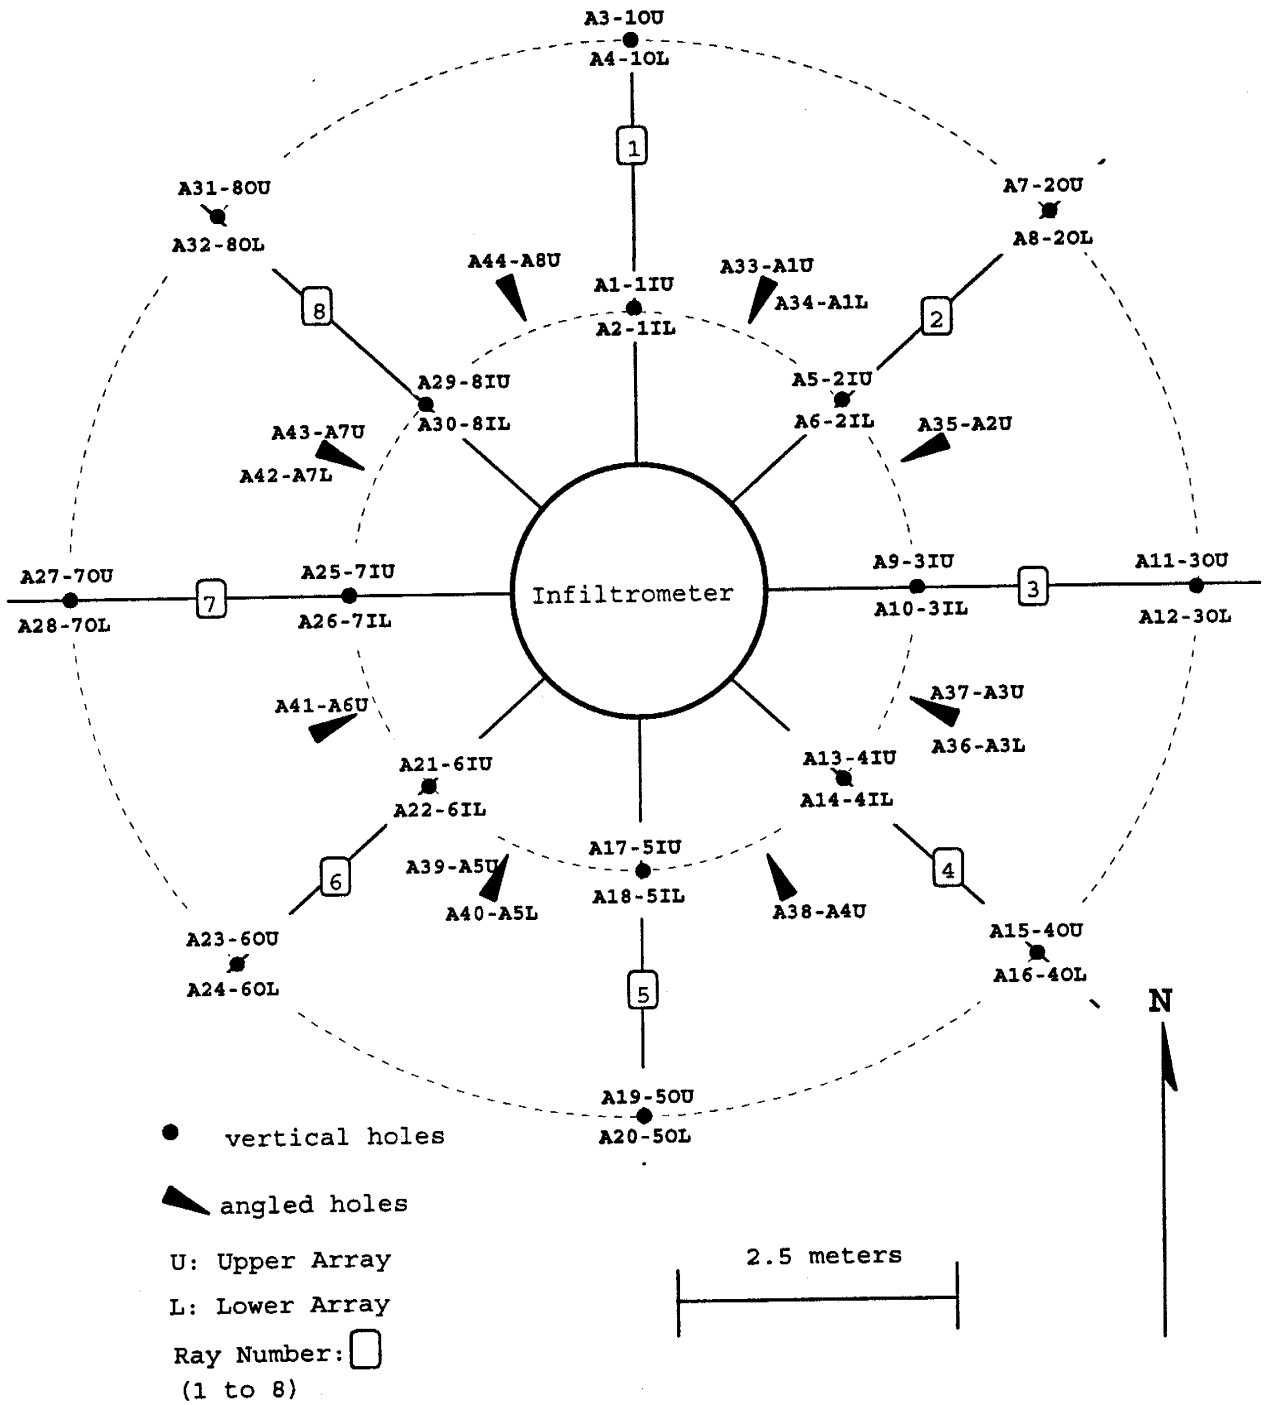 A3-1OU
A4-1OL
1
A31-8OU
A32-8OL
A7-2OU
A8-2OL
A44-A8U
A33-A1U
A34-A1L
A1-1IU
A2-1IL
8
2
A29-8IU
A30-8IL
A5-2IU
A6-2IL
A43-A7U
A42-A7L
A35-A2U
A27-7OU
A28-7OL
7
A25-7IU
A26-7IL
Infiltrometer
A9-3IU
A10-3IL
3
A11-3OU
A12-3OL
A41-A6U
A37-A3U
A36-A3L
A21-6IU
A22-6IL
A13-4IU
A14-4IL
6
A39-A5U
A40-A5L
A17-5IU
A18-5IL
A38-A4U
4
A23-6OU
A24-6OL
5
A15-4OU
A16-4OL
N
A19-5OU
A20-5OL
vertical holes
angled holes
U: Upper Array
L: Lower Array
Ray Number:
(1 to 8)
2.5 meters